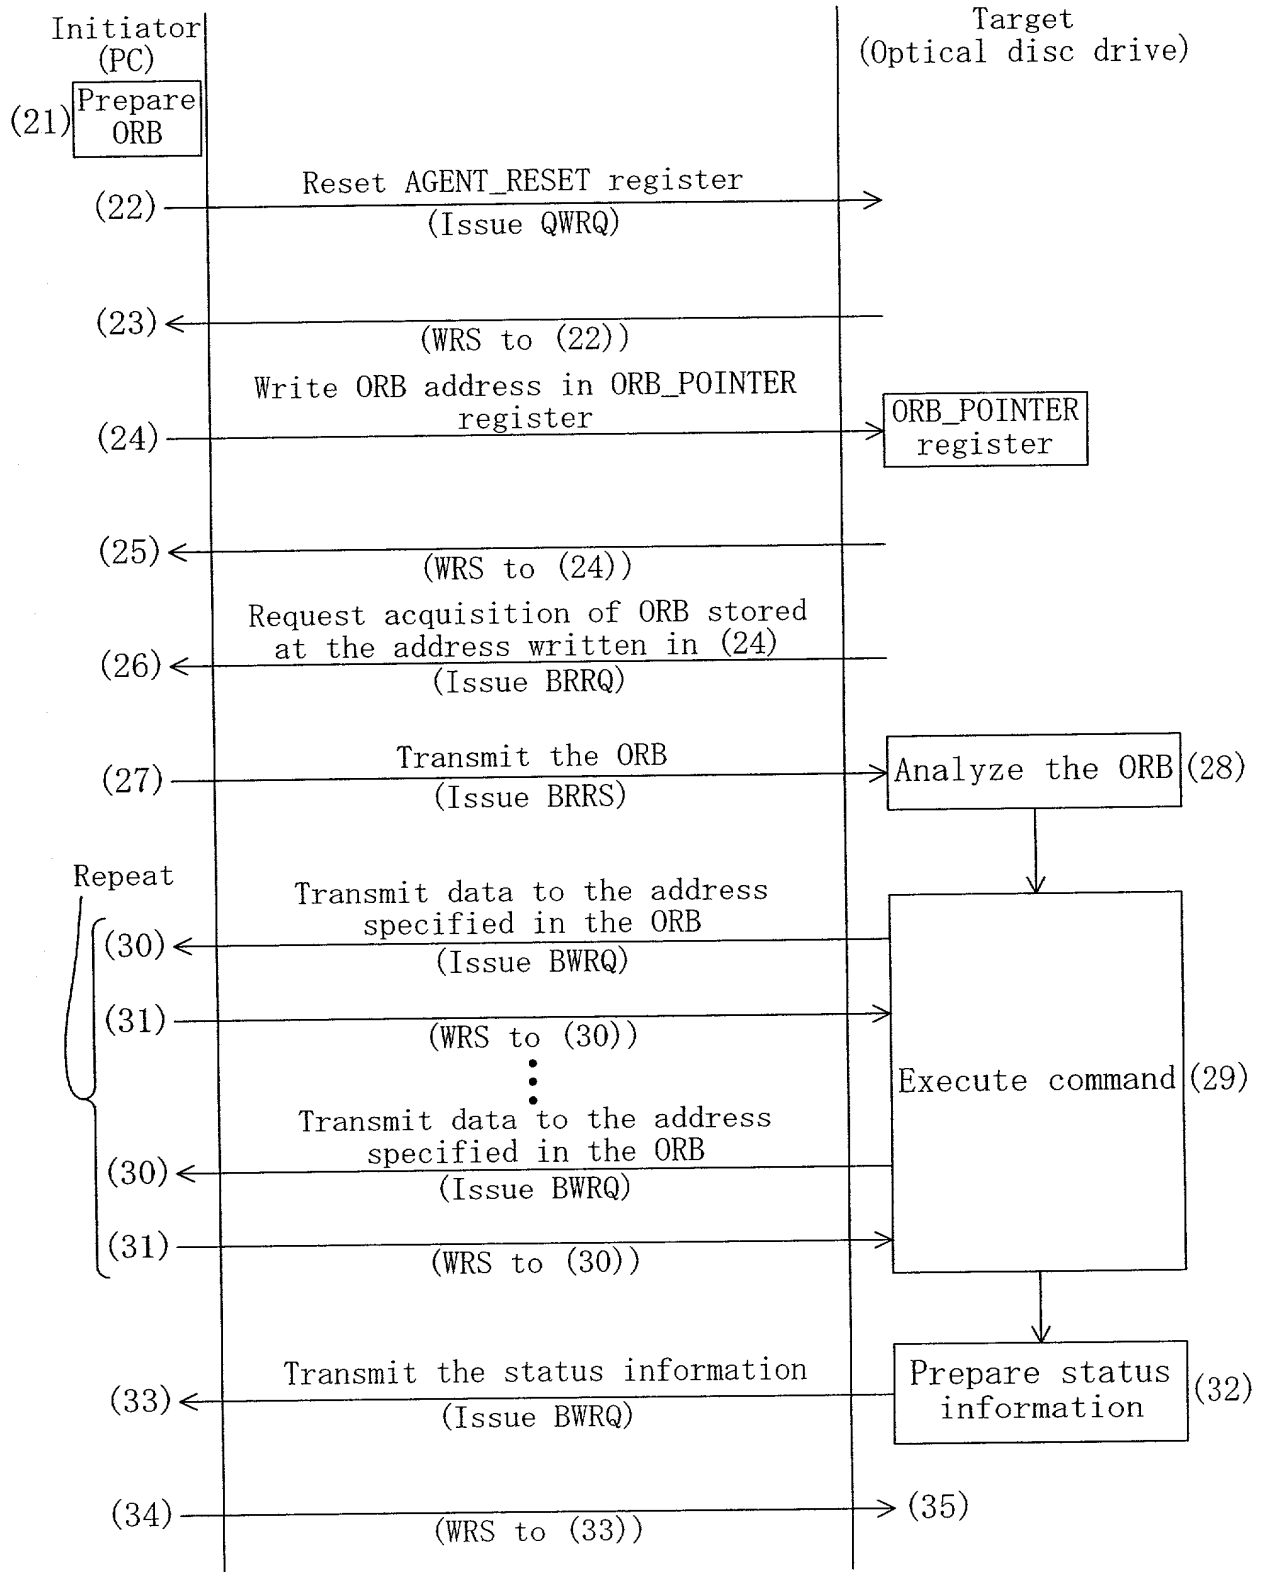 Initiator
(PC)
Target
(Optical disc drive)
(21)
Prepare
ORB
Reset AGENT_RESET register
(22)
(Issue QWRQ)
(23)
(WRS to (22))
Write ORB address in ORB_POINTER
register
(24)
ORB_POINTER
register
(25)
(WRS to (24))
Request acquisition of ORB stored
at the address written in (24)
(26)
(Issue BRRQ)
Transmit the ORB
(27)
(Issue BRRS)
Analyze the ORB
(28)
Repeat
Transmit data to the address
specified in the ORB
(30)
(Issue BWRQ)
(31)
(WRS to (30))
Execute command
(29)
Transmit data to the address
specified in the ORB
(30)
(Issue BWRQ)
(31)
(WRS to (30))
Transmit the status information
(33)
(Issue BWRQ)
Prepare status
information
(32)
(34)
(WRS to (33))
(35)